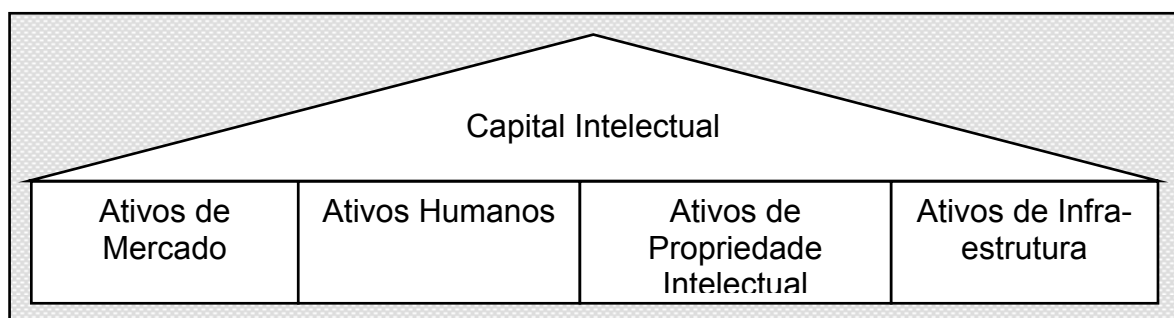 Capital Intelectual
Ativos de
Mercado
Ativos Humanos
Ativos de
Propriedade
Intelectual
Ativos de Infra-
estrutura